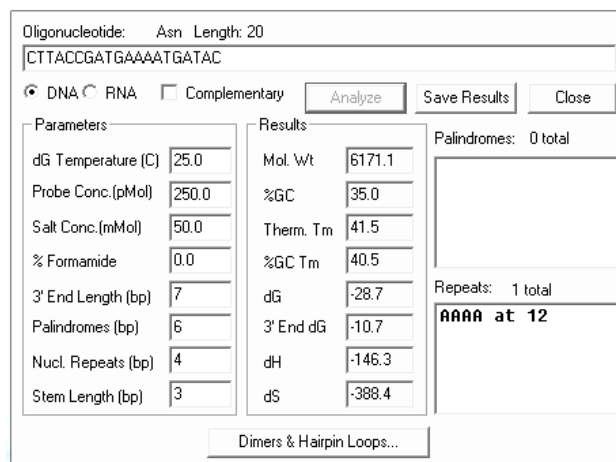 Oligonucleotide: Asn Length: 20
CTTACCGATGAAAATGATAC
DNA RNA Complementary Analyze Save Results Close
Parameters
dG Temperature (C) 25.0
Probe Conc.(pMol) 250.0
Salt Conc.(mMol) 50.0
% Formamide 0.0
3' End Length (bp) 7
Palindromes (bp) 6
Nucl. Repeats (bp) 4
Stem Length (bp) 3
Results
Mol. Wt 6171.1
%GC 35.0
Therm. Tm 41.5
%GC Tm 40.5
dG -28.7
3' End dG -10.7
dH -146.3
dS -388.4
Palindromes: 0 total
Repeats: 1 total
AAAA at 12
Dimers & Hairpin Loops...